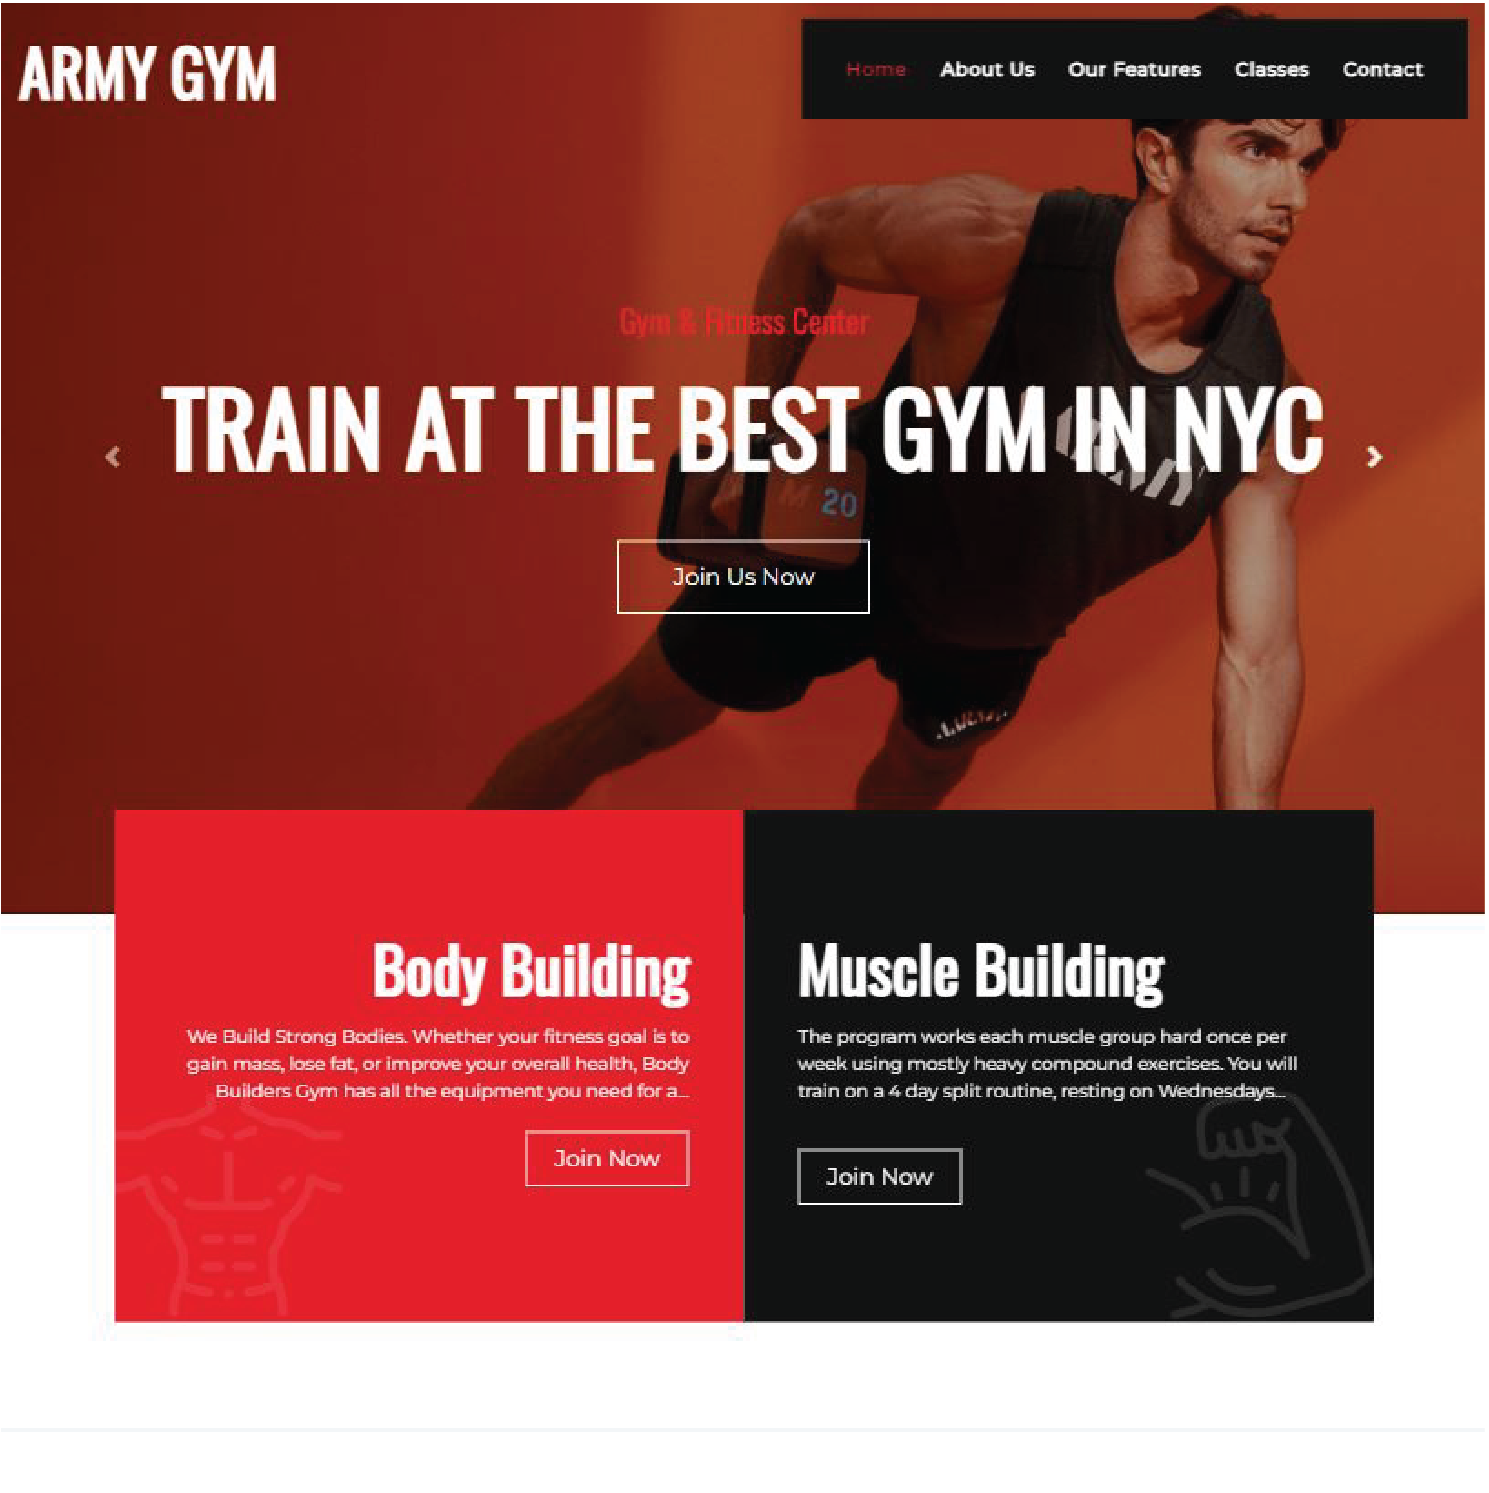 ARMY GYM
Home About Us Our Features Classes Contact
Gym & Fitness Center
TRAIN AT THE BEST GYM IN NYC
M 20
Join Us Now
Body Building
We Build Strong Bodies. Whether your fitness goal is to
gain mass, lose fat, or improve your overall health, Body
Builders Gym has all the equipment you need for a...
Join Now
Muscle Building
The program works each muscle group hard once per
week using mostly heavy compound exercises. You will
train on a 4 day split routine, resting on Wednesdays...
Join Now